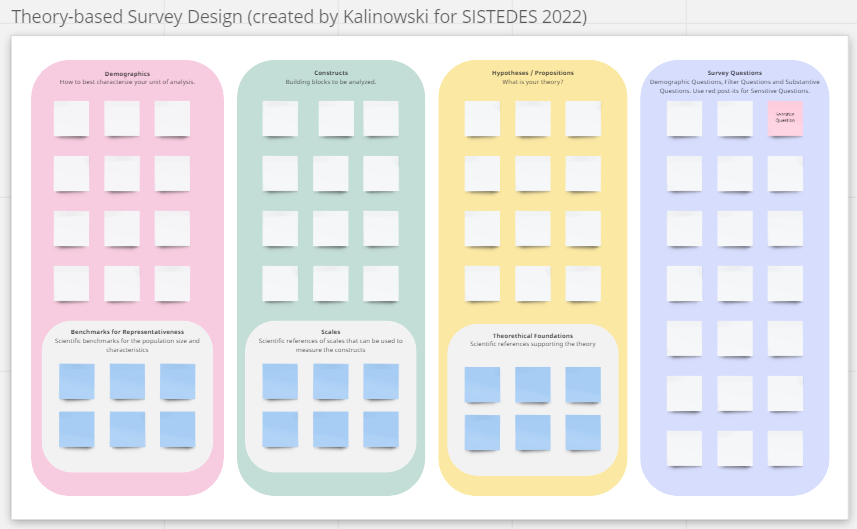 Theory-based Survey Design (created by Kalinowski for SISTEDES 2022)
Demographics
How to best characterize your unit of analysis.
Benchmarks for Representativeness
Scientific benchmarks for the population size and
characteristics
Constructs
Building blocks to be analyzed.
Scales
Scientific references of scales that can be used to
measure the constructs
Hypotheses / Propositions
What is your theory?
Theorethical Foundations
Scientific references supporting the theory
Survey Questions
Demographic Questions, Filter Questions and Substantive
Questions. Use red post-its for Sensitive Questions.
Sensitive
Question